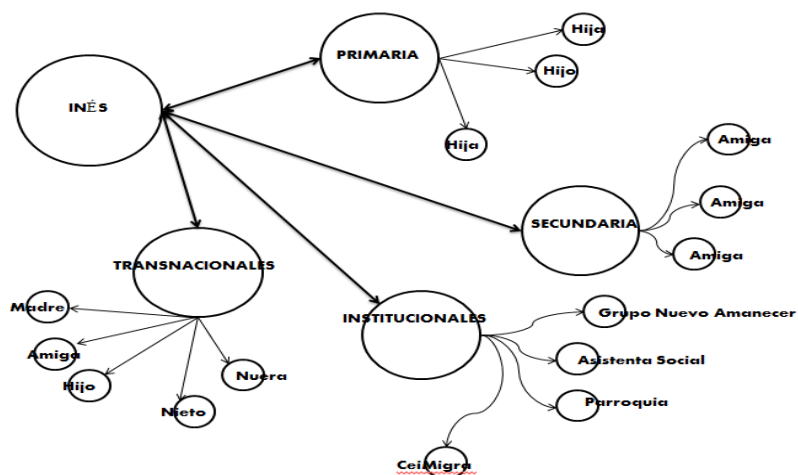 INÉS
PRIMARIA
Hija
Hijo
Hija
SECUNDARIA
Amiga
Amiga
Amiga
TRANSNACIONALES
Madre
Amiga
Hijo
Nieto
Nuera
INSTITUCIONALES
Grupo Nuevo Amanecer
Asistenta Social
Parroquia
CeiMigra